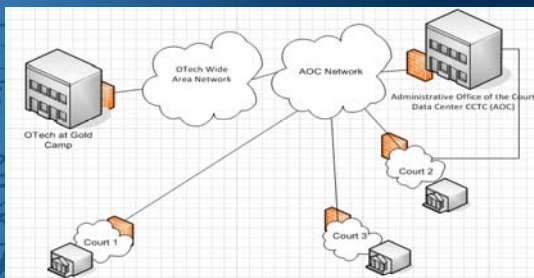 OTech Wide
Area Network
AOC Network
Administrative Office of the Court
Data Center CCTC (AOC)
OTech at Gold
Camp
Court 2
Court 1
Court 3